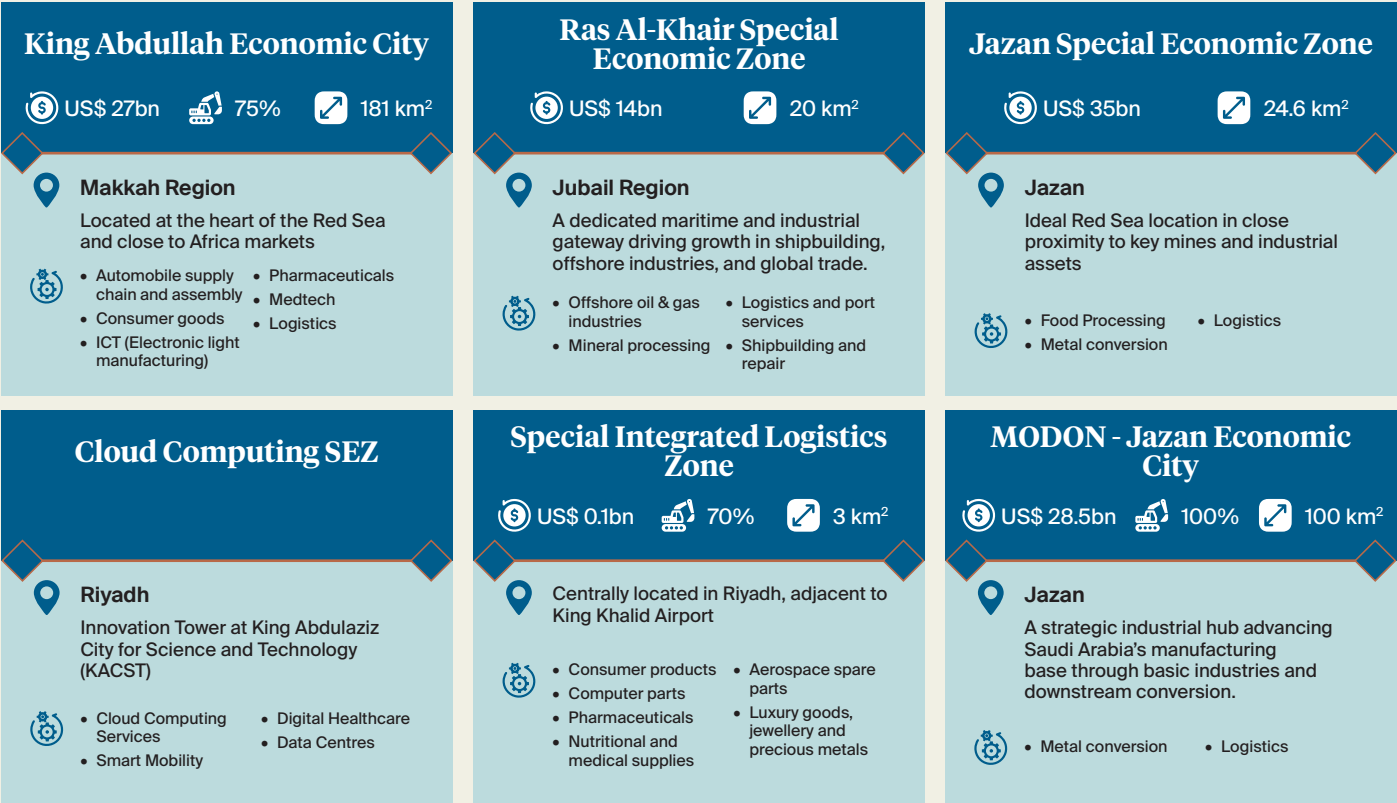 King Abdullah Economic City
US$ 27bn 75% 181 km²
Makkah Region
Located at the heart of the Red Sea
and close to Africa markets
• Automobile supply
chain and assembly
• Consumer goods
• ICT (Electronic light
manufacturing)
• Pharmaceuticals
• Medtech
• Logistics
Ras Al-Khair Special
Economic Zone
US$ 14bn 20 km²
Jubail Region
A dedicated maritime and industrial
gateway driving growth in shipbuilding,
offshore industries, and global trade.
• Offshore oil & gas
industries
• Mineral processing
• Logistics and port
services
• Shipbuilding and
repair
Jazan Special Economic Zone
US$ 35bn 24.6 km²
Jazan
Ideal Red Sea location in close
proximity to key mines and industrial
assets
• Food Processing
• Metal conversion
• Logistics
Cloud Computing SEZ
Riyadh
Innovation Tower at King Abdulaziz
City for Science and Technology
(KACST)
• Cloud Computing
Services
• Smart Mobility
• Digital Healthcare
• Data Centres
Special Integrated Logistics
Zone
US$ 0.1bn 70% 3 km²
Centrally located in Riyadh, adjacent to
King Khalid Airport
• Consumer products
• Computer parts
• Pharmaceuticals
• Nutritional and
medical supplies
• Aerospace spare
parts
• Luxury goods,
jewellery and
precious metals
MODON - Jazan Economic
City
US$ 28.5bn 100% 100 km²
Jazan
A strategic industrial hub advancing
Saudi Arabia's manufacturing
base through basic industries and
downstream conversion.
• Metal conversion
• Logistics